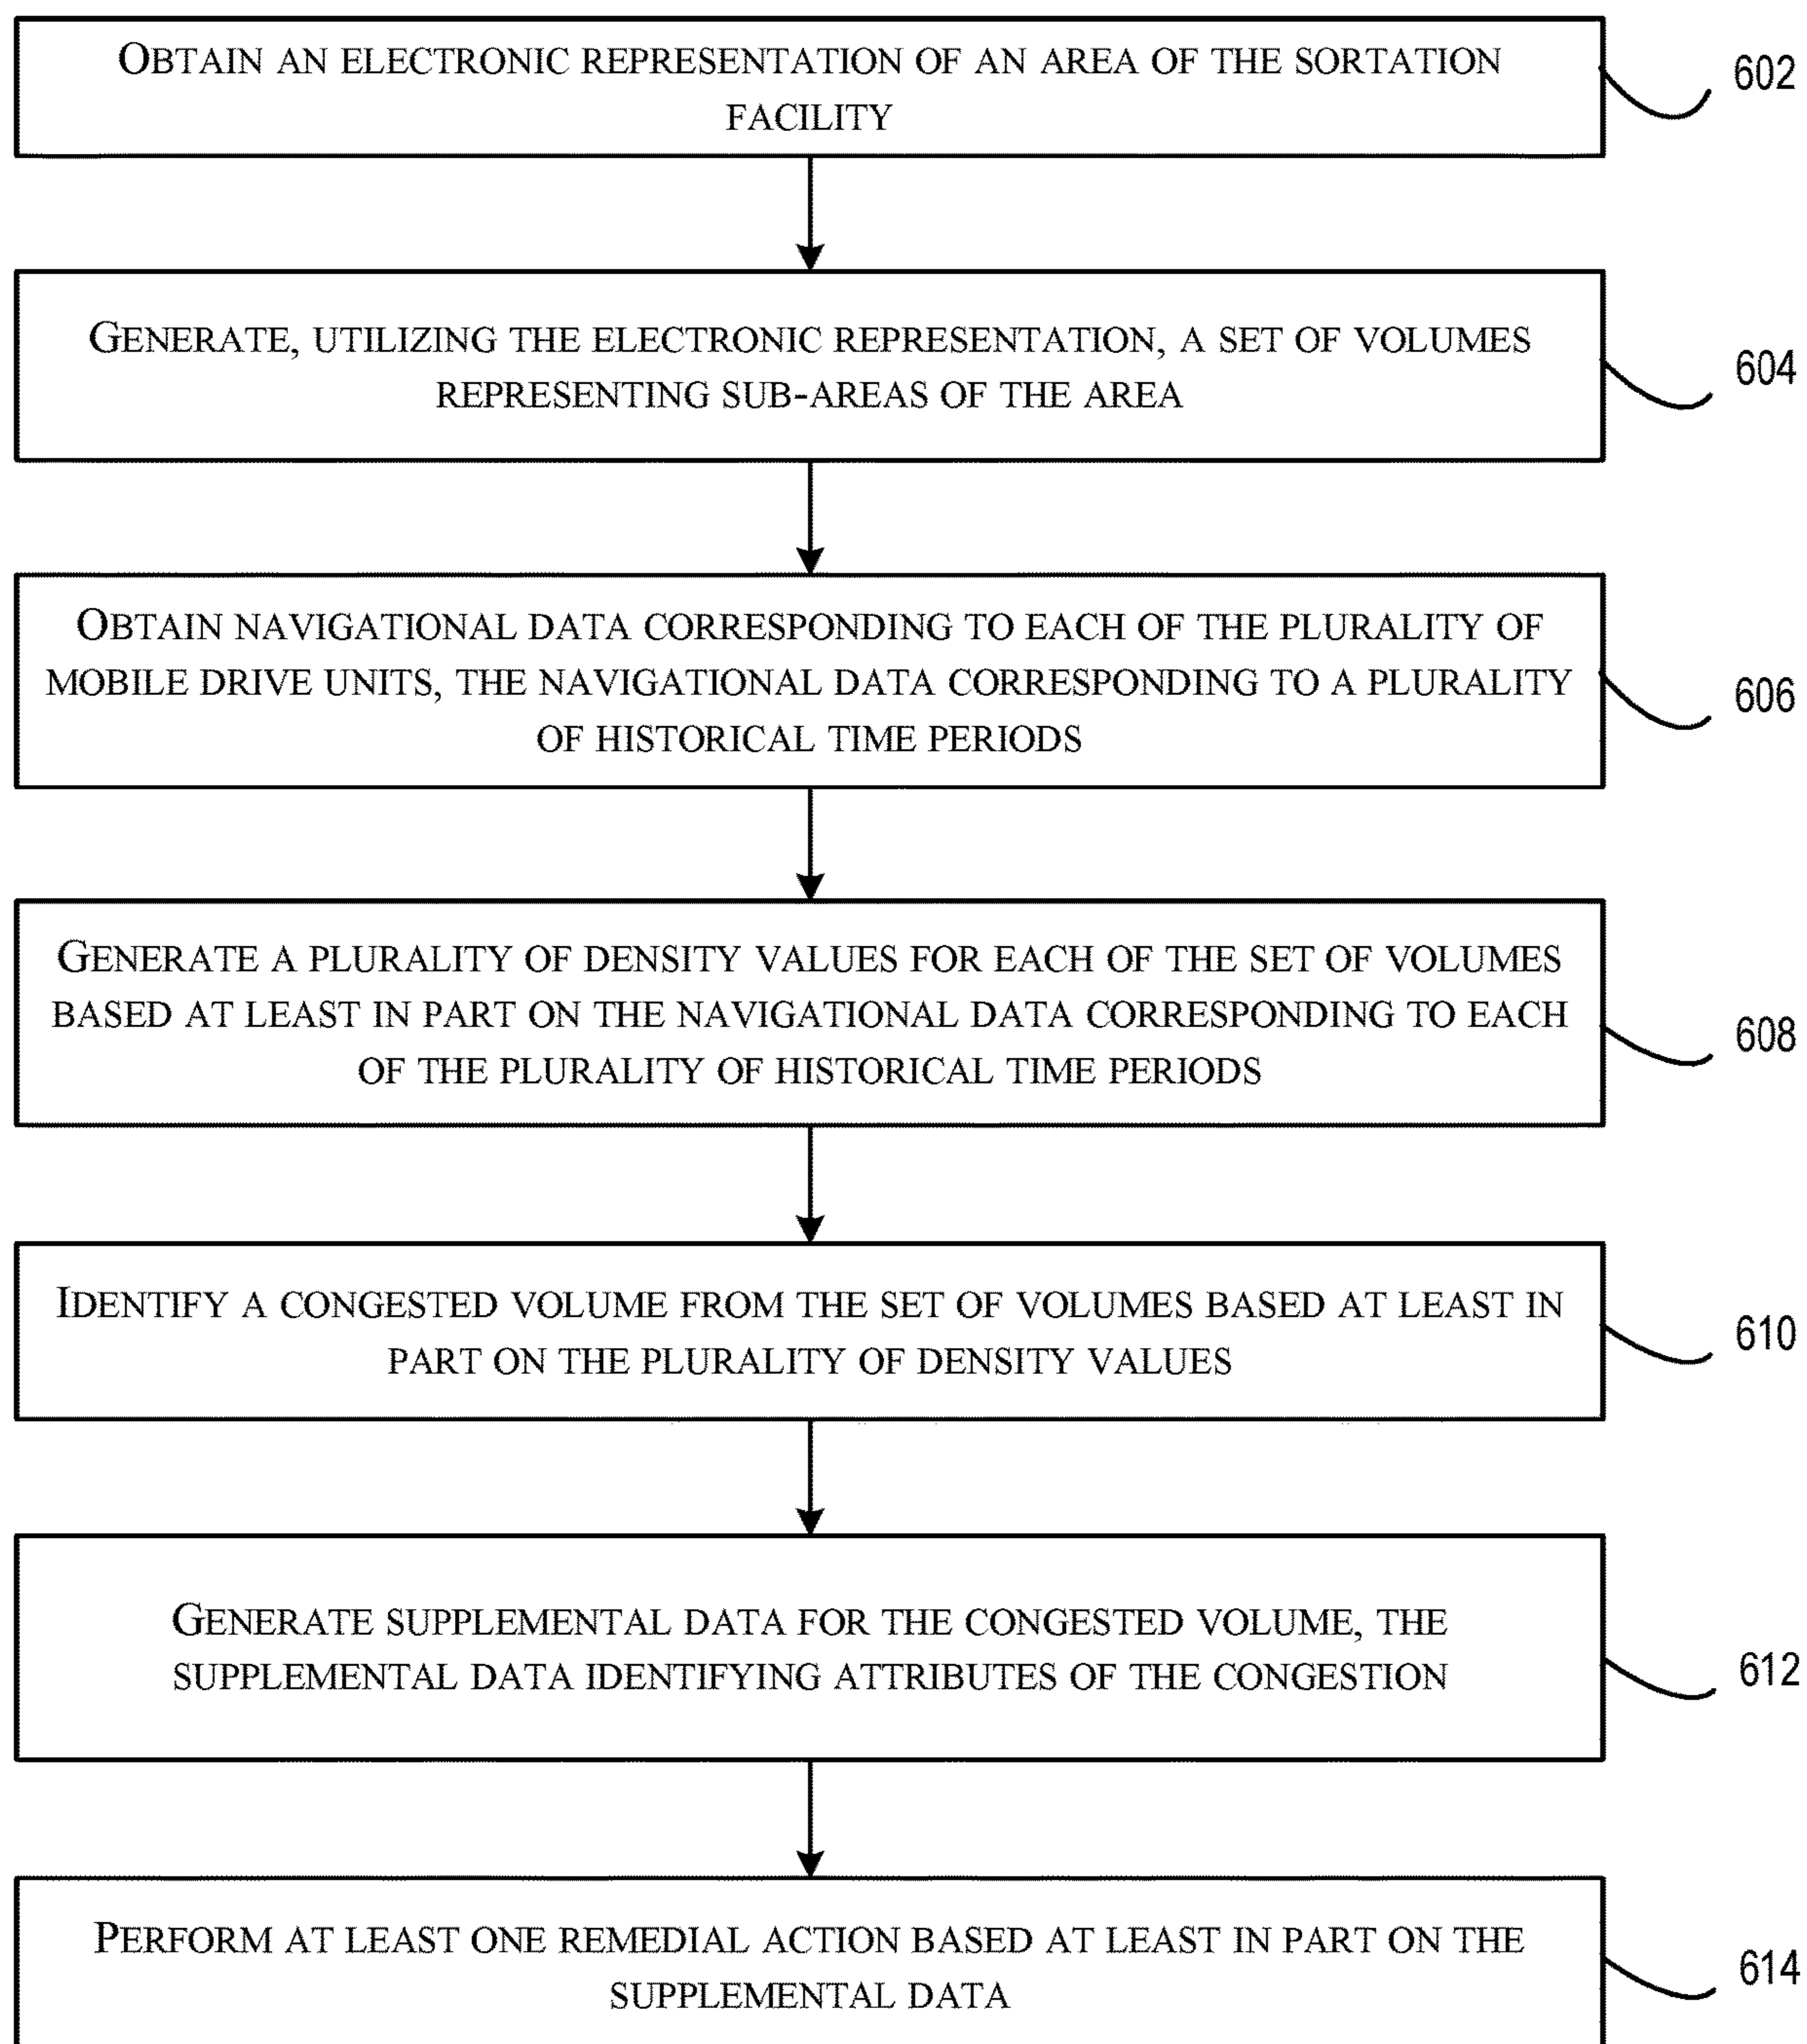 OBTAIN AN ELECTRONIC REPRESENTATION OF AN AREA OF THE SORTATION
FACILITY
602
GENERATE, UTILIZING THE ELECTRONIC REPRESENTATION, A SET OF VOLUMES
REPRESENTING SUB-AREAS OF THE AREA
604
OBTAIN NAVIGATIONAL DATA CORRESPONDING TO EACH OF THE PLURALITY OF
MOBILE DRIVE UNITS, THE NAVIGATIONAL DATA CORRESPONDING TO A PLURALITY
OF HISTORICAL TIME PERIODS
606
GENERATE A PLURALITY OF DENSITY VALUES FOR EACH OF THE SET OF VOLUMES
BASED AT LEAST IN PART ON THE NAVIGATIONAL DATA CORRESPONDING TO EACH
OF THE PLURALITY OF HISTORICAL TIME PERIODS
608
IDENTIFY A CONGESTED VOLUME FROM THE SET OF VOLUMES BASED AT LEAST IN
PART ON THE PLURALITY OF DENSITY VALUES
610
GENERATE SUPPLEMENTAL DATA FOR THE CONGESTED VOLUME, THE
SUPPLEMENTAL DATA IDENTIFYING ATTRIBUTES OF THE CONGESTION
612
PERFORM AT LEAST ONE REMEDIAL ACTION BASED AT LEAST IN PART ON THE
SUPPLEMENTAL DATA
614